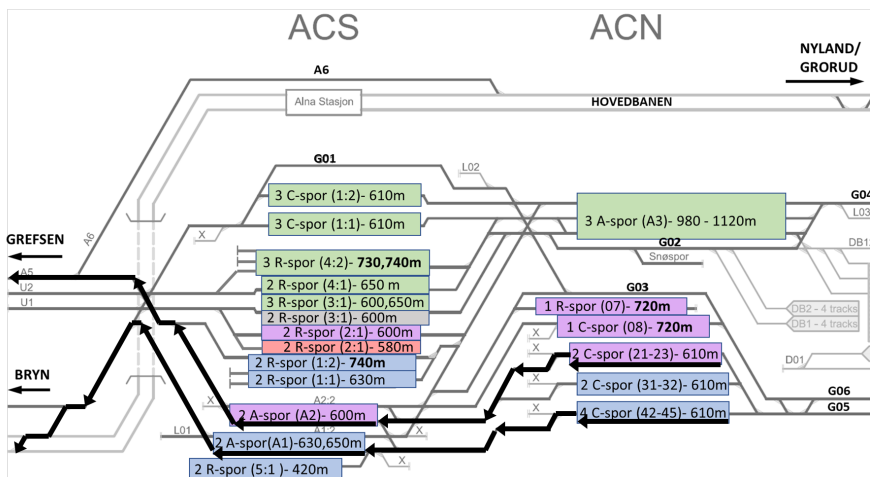 ACS ACN
NYLAND/
GRORUD
A6
Alna Stasjon
HOVEDBANEN
G01
L02
3 C-spor (1:2)- 610m
G04
A6
3 C-spor (1:1)- 610m
3 A-spor (A3)- 980 - 1120m
L03
X
GREFSEN
G02
DB12
3 R-spor (4:2)- 730,740m
Snøspor
A5
2 R-spor (4:1)- 650 m
U2
G03
U1
3 R-spor (3:1)- 600,650m
1 R-spor (07)- 720m
DB2 – 4 tracks
2 R-spor (3:1)- 600m
DB1 - 4 tracks
2 R-spor (2:1)- 600m
X
1 C-spor (08)- 720m
2 R-spor (2:1)- 580m
X
2 C-spor (21-23)- 610m
D01
2 R-spor (1:2)- 740m
BRYN
2 R-spor (1:1)- 630m
X
2 C-spor (31-32)- 610m
G06
X
A2:2
2 A-spor (A2)- 600m
X
4 C-spor (42-45)- 610m
G05
L01
A1:2
X
2 A-spor(A1)-630,650m
X
2 R-spor (5:1 )- 420m